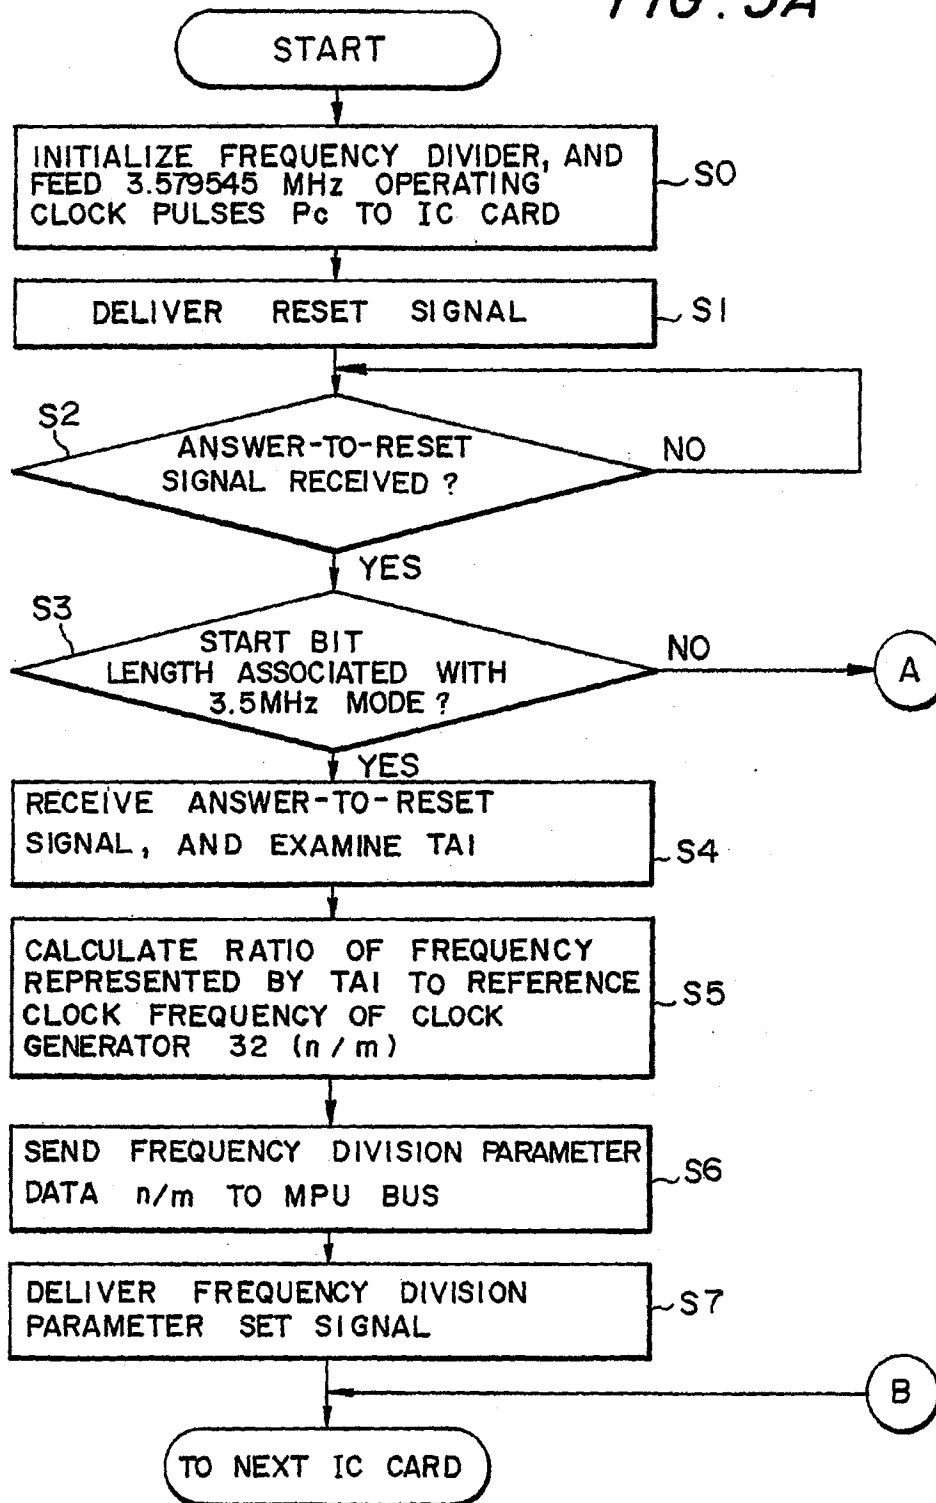 FIG. 5A
START
INITIALIZE FREQUENCY DIVIDER, AND
FEED 3.579545 MHz OPERATING
CLOCK PULSES Pc TO IC CARD
S0
DELIVER RESET SIGNAL
S1
S2
ANSWER-TO-RESET
SIGNAL RECEIVED ?
NO
YES
S3
START BIT
LENGTH ASSOCIATED WITH
3.5MHz MODE ?
NO
A
YES
RECEIVE ANSWER-TO-RESET
SIGNAL, AND EXAMINE TA1
S4
CALCULATE RATIO OF FREQUENCY
REPRESENTED BY TA1 TO REFERENCE
CLOCK FREQUENCY OF CLOCK
GENERATOR 32 (n/m)
S5
SEND FREQUENCY DIVISION PARAMETER
DATA n/m TO MPU BUS
S6
DELIVER FREQUENCY DIVISION
PARAMETER SET SIGNAL
S7
B
TO NEXT IC CARD